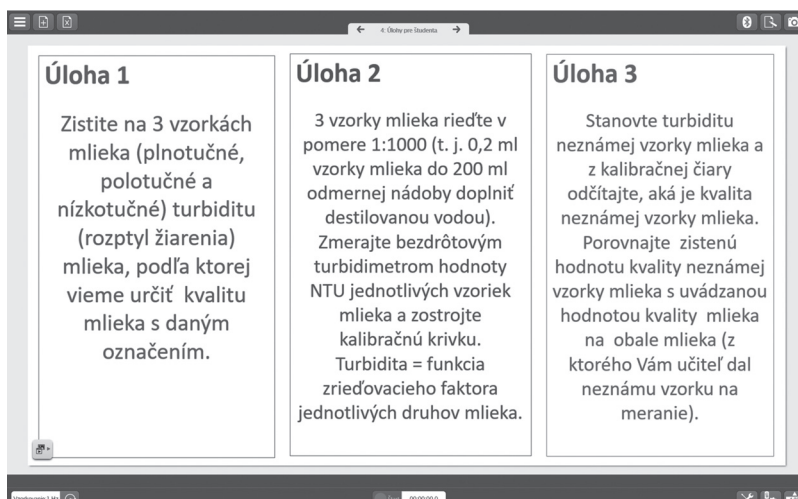 4: Úlohy pre študenta
Úloha 1
Zistite na 3 vzorkách
mlieka (plnotučné,
polotučné a
nízkotučné) turbiditu
(rozptyl žiarenia)
mlieka, podľa ktorej
vieme určiť kvalitu
mlieka s daným
označením.
Úloha 2
3 vzorky mlieka rieďte v
pomere 1:1000 (t. j. 0,2 ml
vzorky mlieka do 200 ml
odmernej nádoby doplniť
destilovanou vodou).
Zmerajte bezdrôtovým
turbidimetrom hodnoty
NTU jednotlivých vzoriek
mlieka a zostrojte
kalibračnú krivku.
Turbidita = funkcia
zrieďovacieho faktora
jednotlivých druhov mlieka.
Úloha 3
Stanovte turbiditu
neznámej vzorky mlieka a
z kalibračnej čiary
odčítajte, aká je kvalita
neznámej vzorky mlieka.
Porovnajte zistenú
hodnotu kvality neznámej
vzorky mlieka s uvádzanou
hodnotou kvality mlieka
na obale mlieka (z
ktorého Vám učiteľ dal
neznámu vzorku na
meranie).